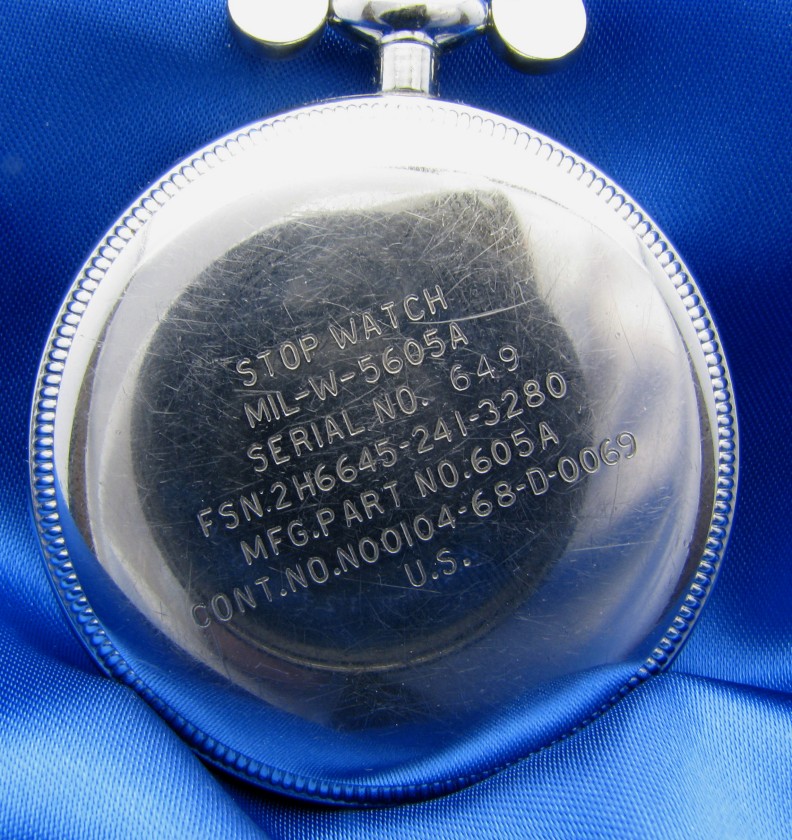 STOP WATCH
MIL-W-5605A
SERIAL NO. 649
FSN:2H6645-241-3280
MFG.PART NO.605A
CONT.NO.N00104-68-D-0069
U.S.